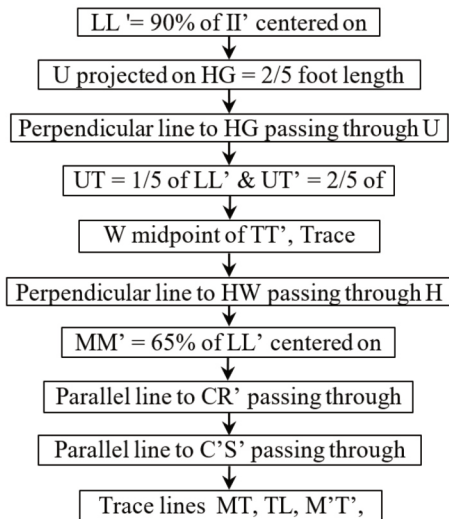 LL '= 90% of II’ centered on
U projected on HG = 2/5 foot length
Perpendicular line to HG passing through U
UT = 1/5 of LL’ & UT’ = 2/5 of
W midpoint of TT’, Trace
Perpendicular line to HW passing through H
MM’ = 65% of LL’ centered on
Parallel line to CR’ passing through
Parallel line to C’S’ passing through
Trace lines MT, TL, M’T’,